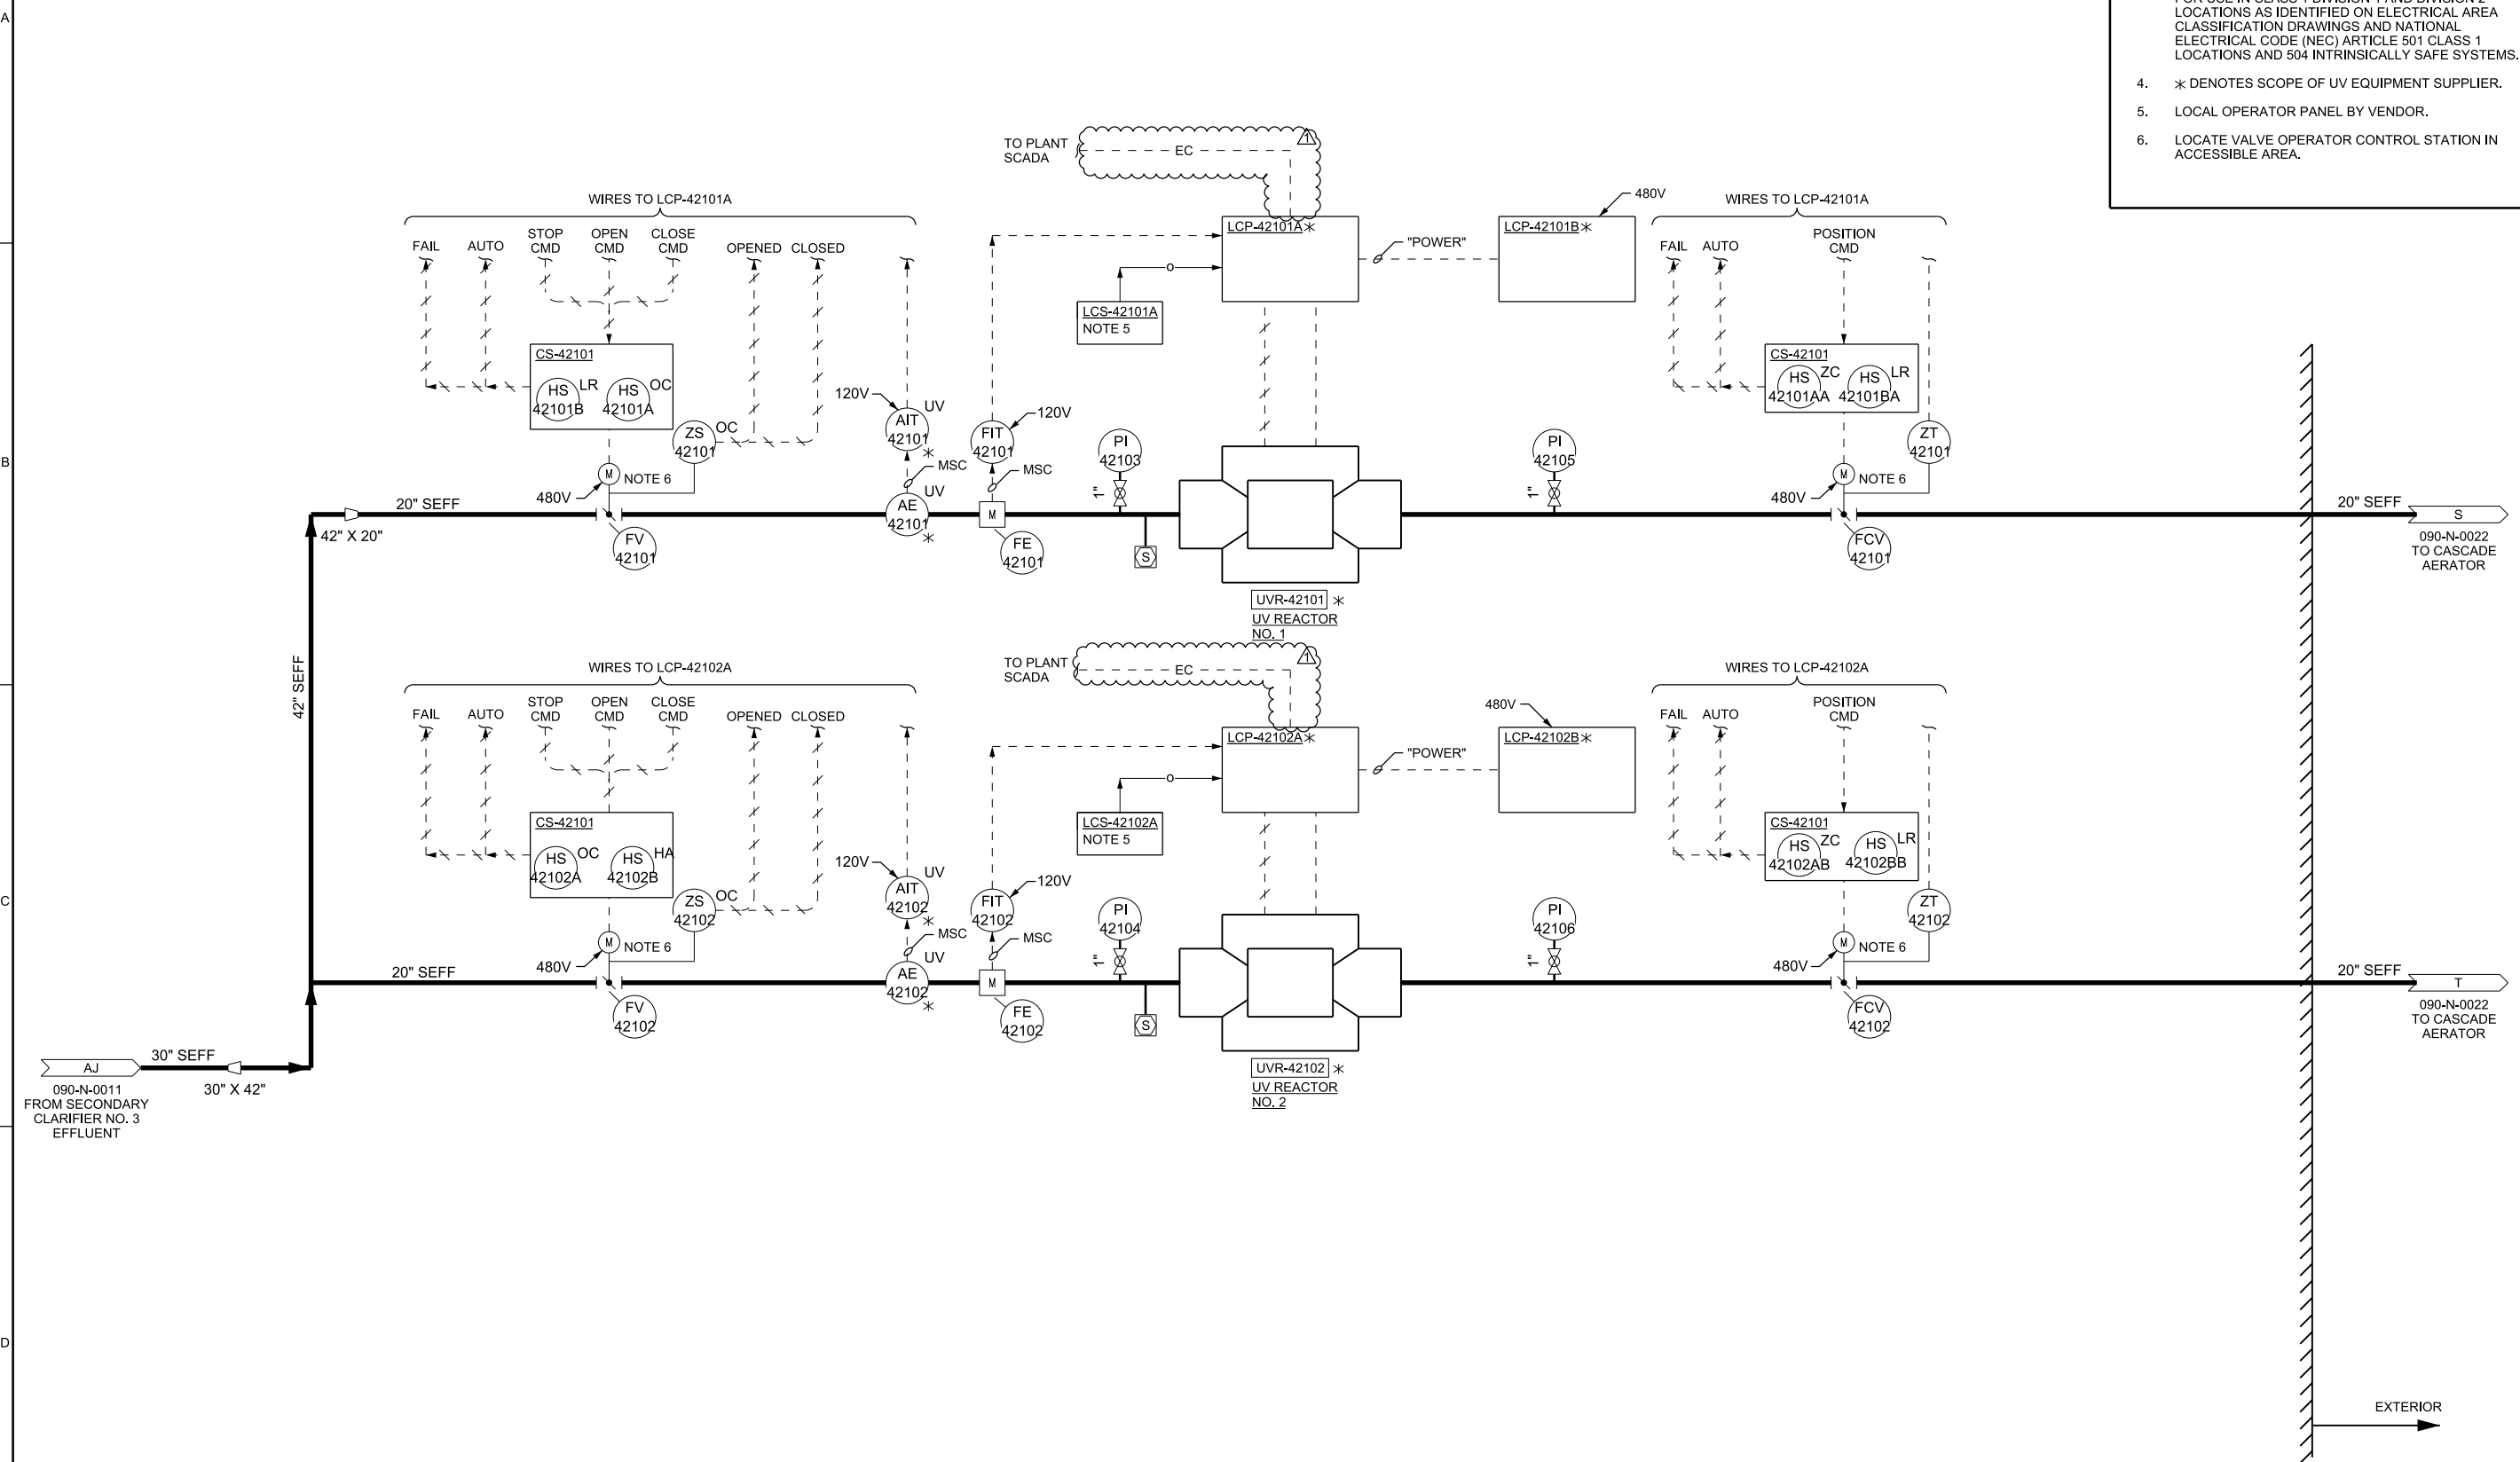 A
B
C
D
FOR USE IN CLASS 1 DIVISION 1 AND DIVISION 2
LOCATIONS AS IDENTIFIED ON ELECTRICAL AREA
CLASSIFICATION DRAWINGS AND NATIONAL
ELECTRICAL CODE (NEC) ARTICLE 501 CLASS 1
LOCATIONS AND 504 INTRINSICALLY SAFE SYSTEMS.
4. * DENOTES SCOPE OF UV EQUIPMENT SUPPLIER.
5. LOCAL OPERATOR PANEL BY VENDOR.
6. LOCATE VALVE OPERATOR CONTROL STATION IN
ACCESSIBLE AREA.
TO PLANT
SCADA
EC
1
WIRES TO LCP-42101A
FAIL
AUTO
STOP
CMD
OPEN
CMD
CLOSE
CMD
OPENED
CLOSED
CS-42101
HS
42101B
LR
HS
42101A
OC
ZS
42101
OC
M
NOTE 6
480V
20" SEFF
42" X 20"
FV
42101
120V
AIT
42101
UV
*
MSC
AE
42101
UV
*
FIT
42101
120V
MSC
M
FE
42101
LCP-42101A*
O
LCS-42101A
NOTE 5
"POWER"
480V
LCP-42101B*
PI
42103
1"
S
UVR-42101 *
UV REACTOR
NO. 1
PI
42105
1"
WIRES TO LCP-42101A
FAIL
AUTO
POSITION
CMD
CS-42101
HS
42101AA
ZC
HS
42101BA
LR
ZT
42101
M
NOTE 6
480V
FCV
42101
20" SEFF
S
090-N-0022
TO CASCADE
AERATOR
42" SEFF
TO PLANT
SCADA
EC
1
WIRES TO LCP-42102A
FAIL
AUTO
STOP
CMD
OPEN
CMD
CLOSE
CMD
OPENED
CLOSED
CS-42101
HS
42102A
OC
HS
42102B
HA
ZS
42102
OC
M
NOTE 6
480V
20" SEFF
FV
42102
120V
AIT
42102
UV
*
MSC
AE
42102
UV
*
FIT
42102
120V
MSC
M
FE
42102
LCP-42102A*
O
LCS-42102A
NOTE 5
"POWER"
480V
LCP-42102B*
PI
42104
1"
S
UVR-42102 *
UV REACTOR
NO. 2
PI
42106
1"
WIRES TO LCP-42102A
FAIL
AUTO
POSITION
CMD
CS-42101
HS
42102AB
ZC
HS
42102BB
LR
ZT
42102
M
NOTE 6
480V
FCV
42102
20" SEFF
T
090-N-0022
TO CASCADE
AERATOR
AJ
30" SEFF
30" X 42"
090-N-0011
FROM SECONDARY
CLARIFIER NO. 3
EFFLUENT
EXTERIOR